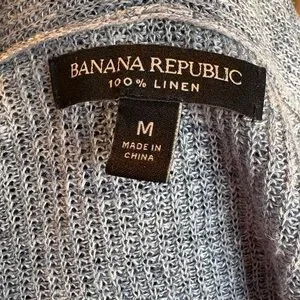 BANANA REPUBLIC
100% LINEN
M
MADE IN
CHINA